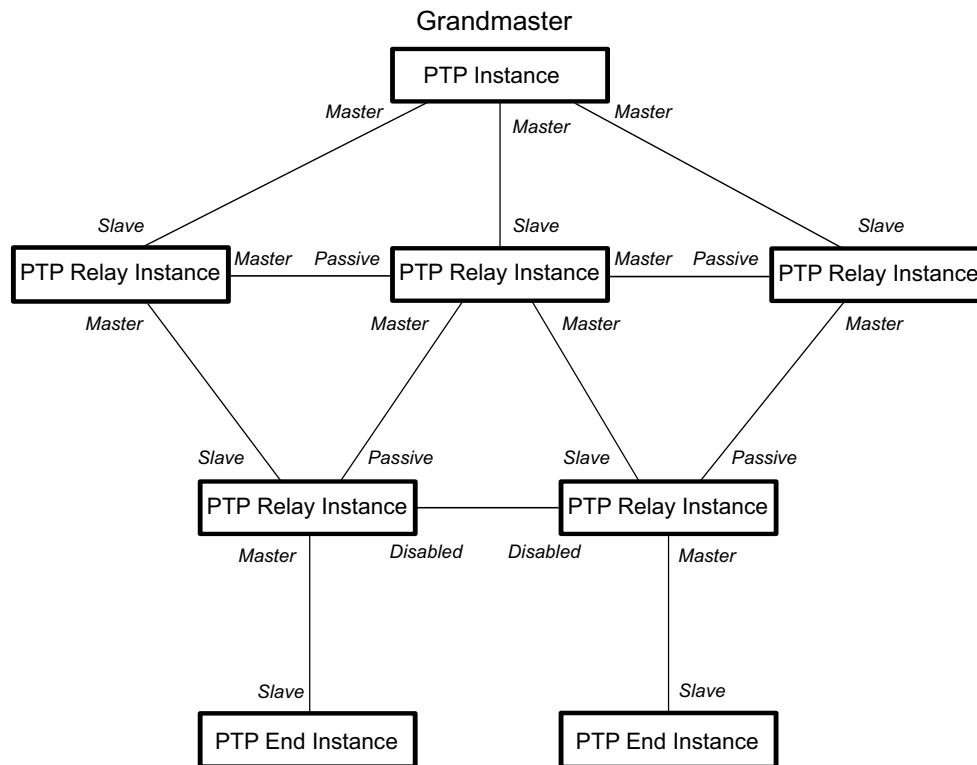 Grandmaster
PTP Instance
Master
Master
Master
Slave
Slave
Slave
PTP Relay Instance
Master
Passive
PTP Relay Instance
Master
Passive
PTP Relay Instance
Master
Master
Master
Master
Slave
Passive
Slave
Passive
PTP Relay Instance
PTP Relay Instance
Master
Disabled
Disabled
Master
Slave
Slave
PTP End Instance
PTP End Instance